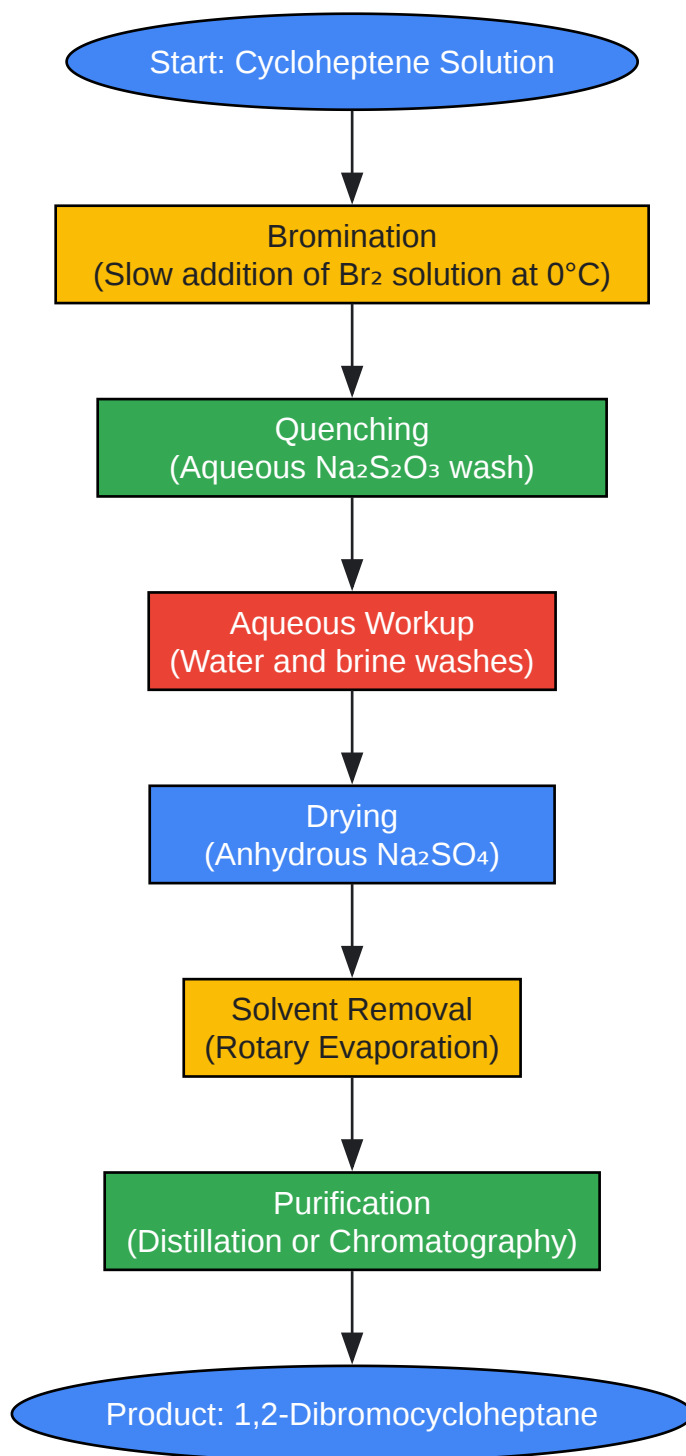 Start: Cycloheptene Solution
Bromination
(Slow addition of Br₂ solution at 0°C)
Quenching
(Aqueous Na₂S₂O₃ wash)
Aqueous Workup
(Water and brine washes)
Drying
(Anhydrous Na₂SO₄)
Solvent Removal
(Rotary Evaporation)
Purification
(Distillation or Chromatography)
Product: 1,2-Dibromocycloheptane